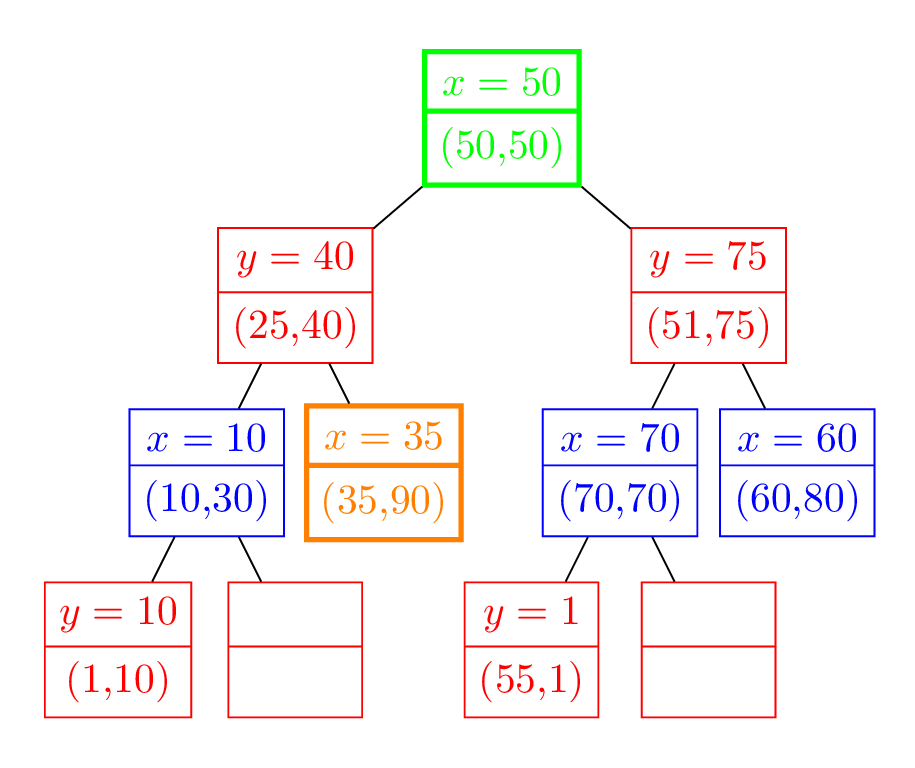 x = 50
(50,50)
y = 40
(25,40)
y = 75
(51,75)
x = 10
(10,30)
x = 35
(35,90)
x = 70
(70,70)
x = 60
(60,80)
y = 10
(1,10)
y = 1
(55,1)